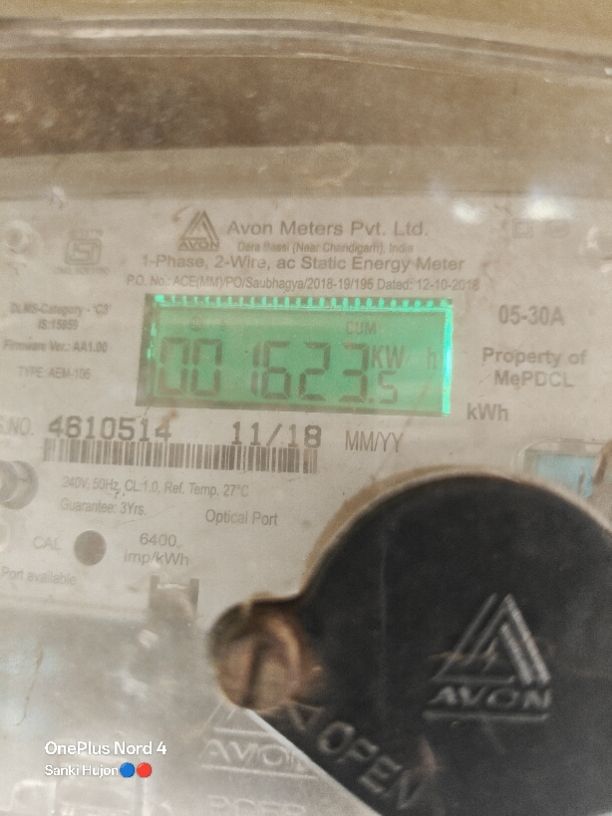 AVON
Avon Meters Pvt. Ltd.
Dera Bassi (Near Chandigarh), India
1-Phase, 2-Wire, ac Static Energy Meter
P.O. No.: ACE(MM)/PO/Saubhagya/2018-19/195 Dated: 12-10-2018
DLMS-Category - 'C3'
IS:15959
Firmware Ver.: AA1.00
TYPE: AEM-106
CUM
001623.5 KW h
05-30A
Property of
MePDCL
kWh
S.NO. 4610514 11/18 MM/YY
240V, 50Hz, CL:1.0, Ref. Temp. 27°C
Guarantee: 3Yrs.
Optical Port
CAL 6400
imp/kWh
Port available
AVON
OPEN
AVON
OnePlus Nord 4
Sanki Hujon🔵🔴